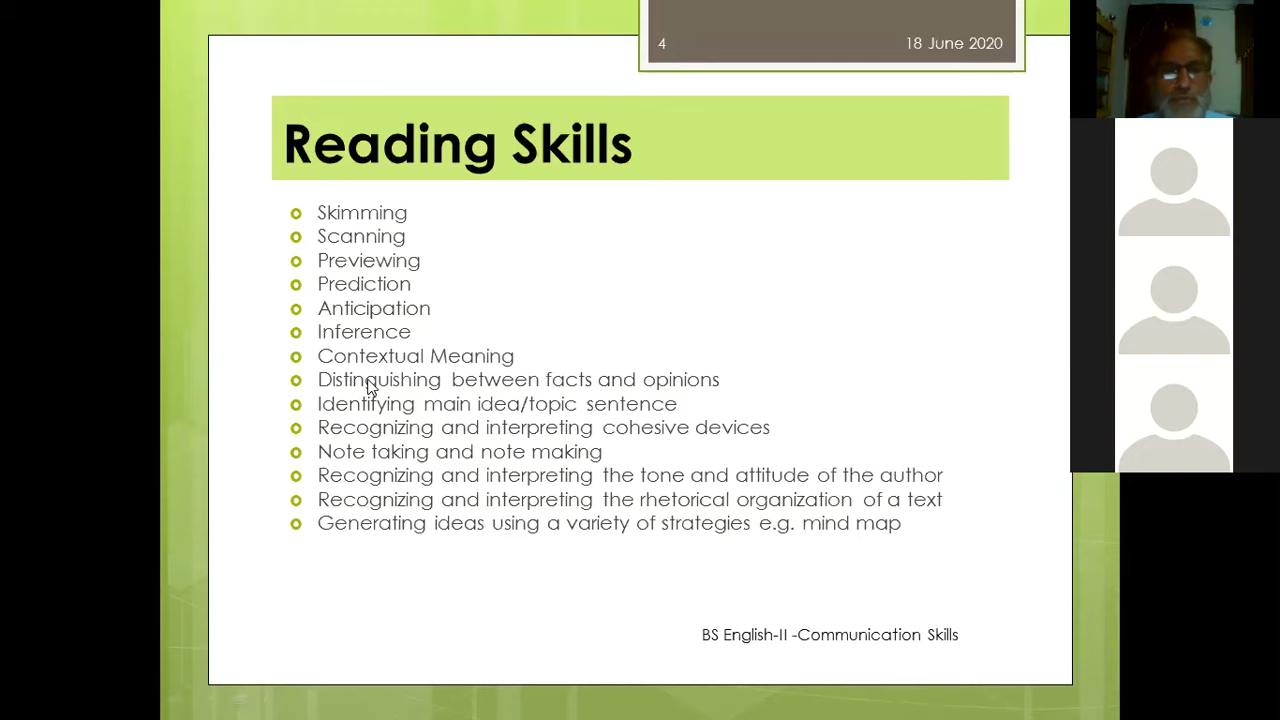 4
18 June 2020
Reading Skills
Skimming
Scanning
Previewing
Prediction
Anticipation
Inference
Contextual Meaning
Distinguishing between facts and opinions
Identifying main idea/topic sentence
Recognizing and interpreting cohesive devices
Note taking and note making
Recognizing and interpreting the tone and attitude of the author
Recognizing and interpreting the rhetorical organization of a text
Generating ideas using a variety of strategies e.g. mind map
BS English-II -Communication Skills